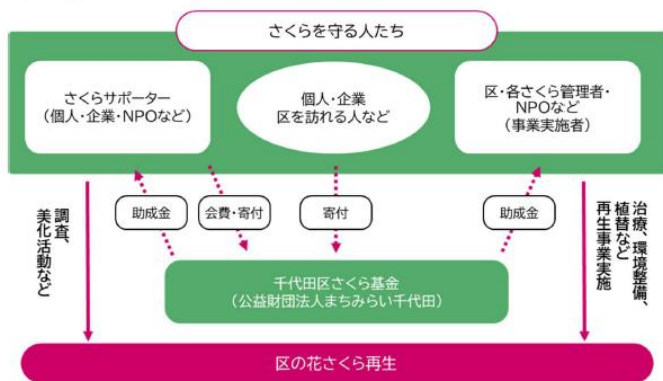 さくらを守る人たち
さくらサポーター
(個人・企業・NPOなど)
個人・企業
区を訪れる人など
区・各さくら管理者・
NPOなど
(事業実施者)
調査、
美化活動など
助成金
会費・寄付
寄付
助成金
治療、環境整備、
植替など
再生事業実施
千代田区さくら基金
(公益財団法人まちみらい千代田)
区の花さくら再生